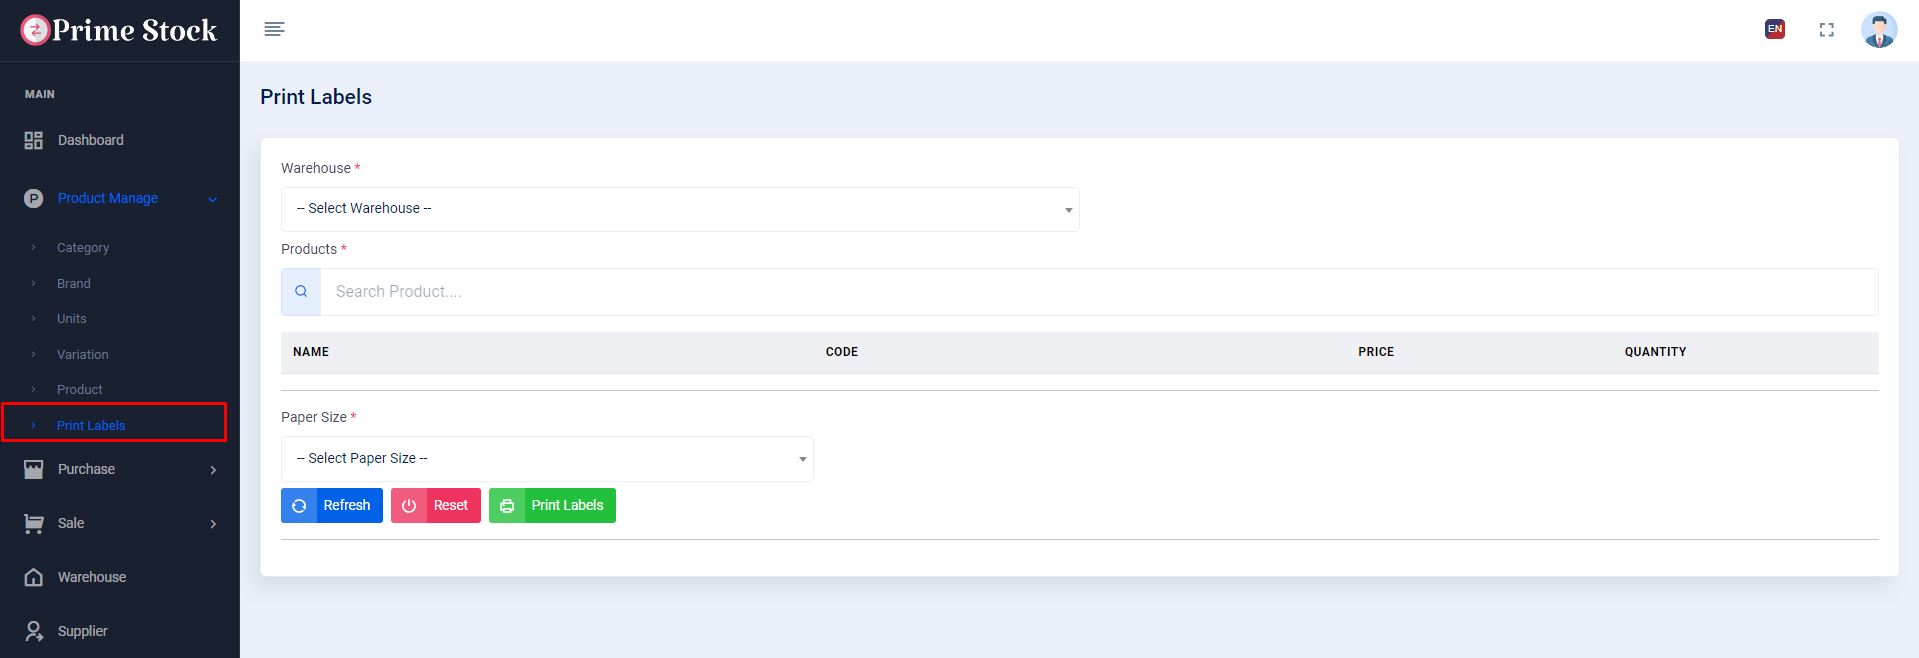 Prime Stock
EN
MAIN
Dashboard
P
Product Manage
Category
Brand
Units
Variation
Product
Print Labels
Purchase
Sale
Warehouse
Supplier
Print Labels
Warehouse *
-- Select Warehouse --
Products *
Search Product....
NAME CODE PRICE QUANTITY
Paper Size *
-- Select Paper Size --
Refresh Reset Print Labels